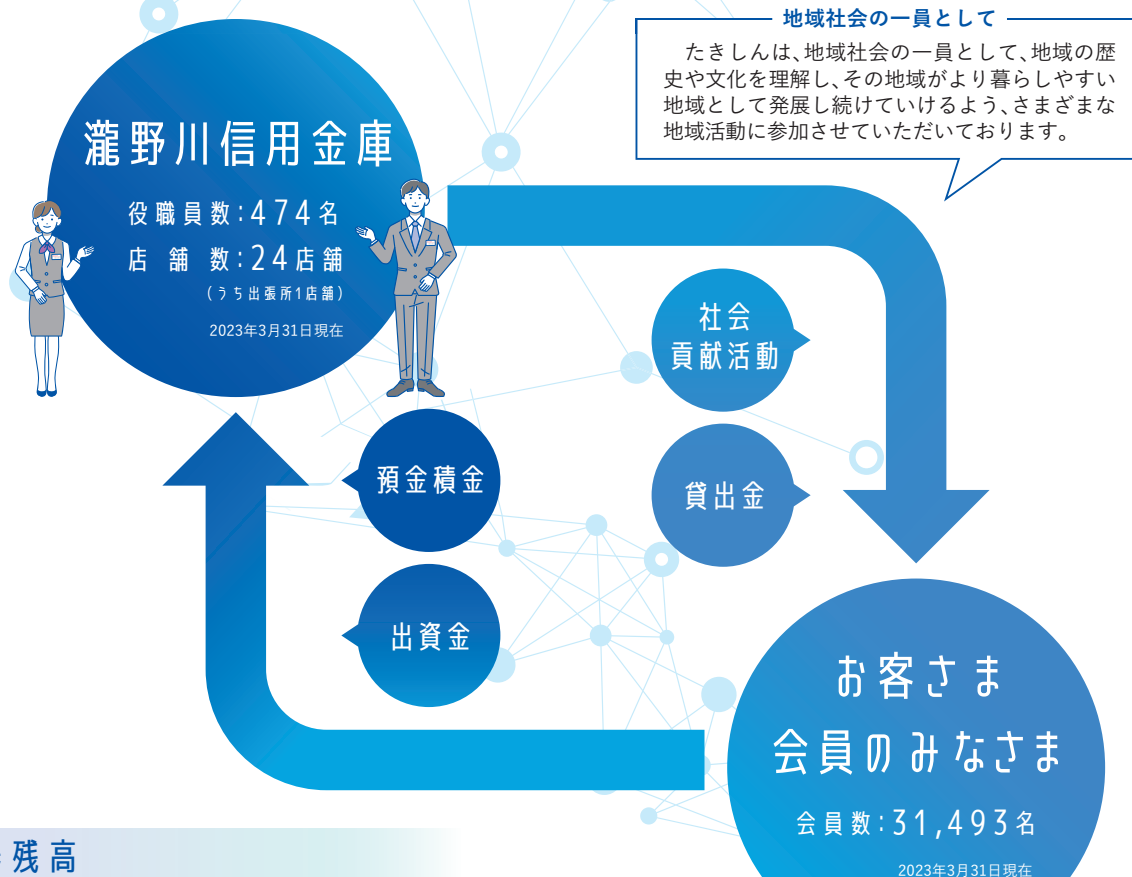 地域社会の一員として
たきしんは、地域社会の一員として、地域の歴
史や文化を理解し、その地域がより暮らしやすい
地域として発展し続けていけるよう、さまざまな
地域活動に参加させていただいております。
瀧野川信用金庫
役職員数:474名
店舗数:24店舗
(うち出張所1店舗)
2023年3月31日現在
社会
貢献活動
貸出金
預金積金
出資金
お客さま
会員のみなさま
会員数:31,493名
2023年3月31日現在
残高